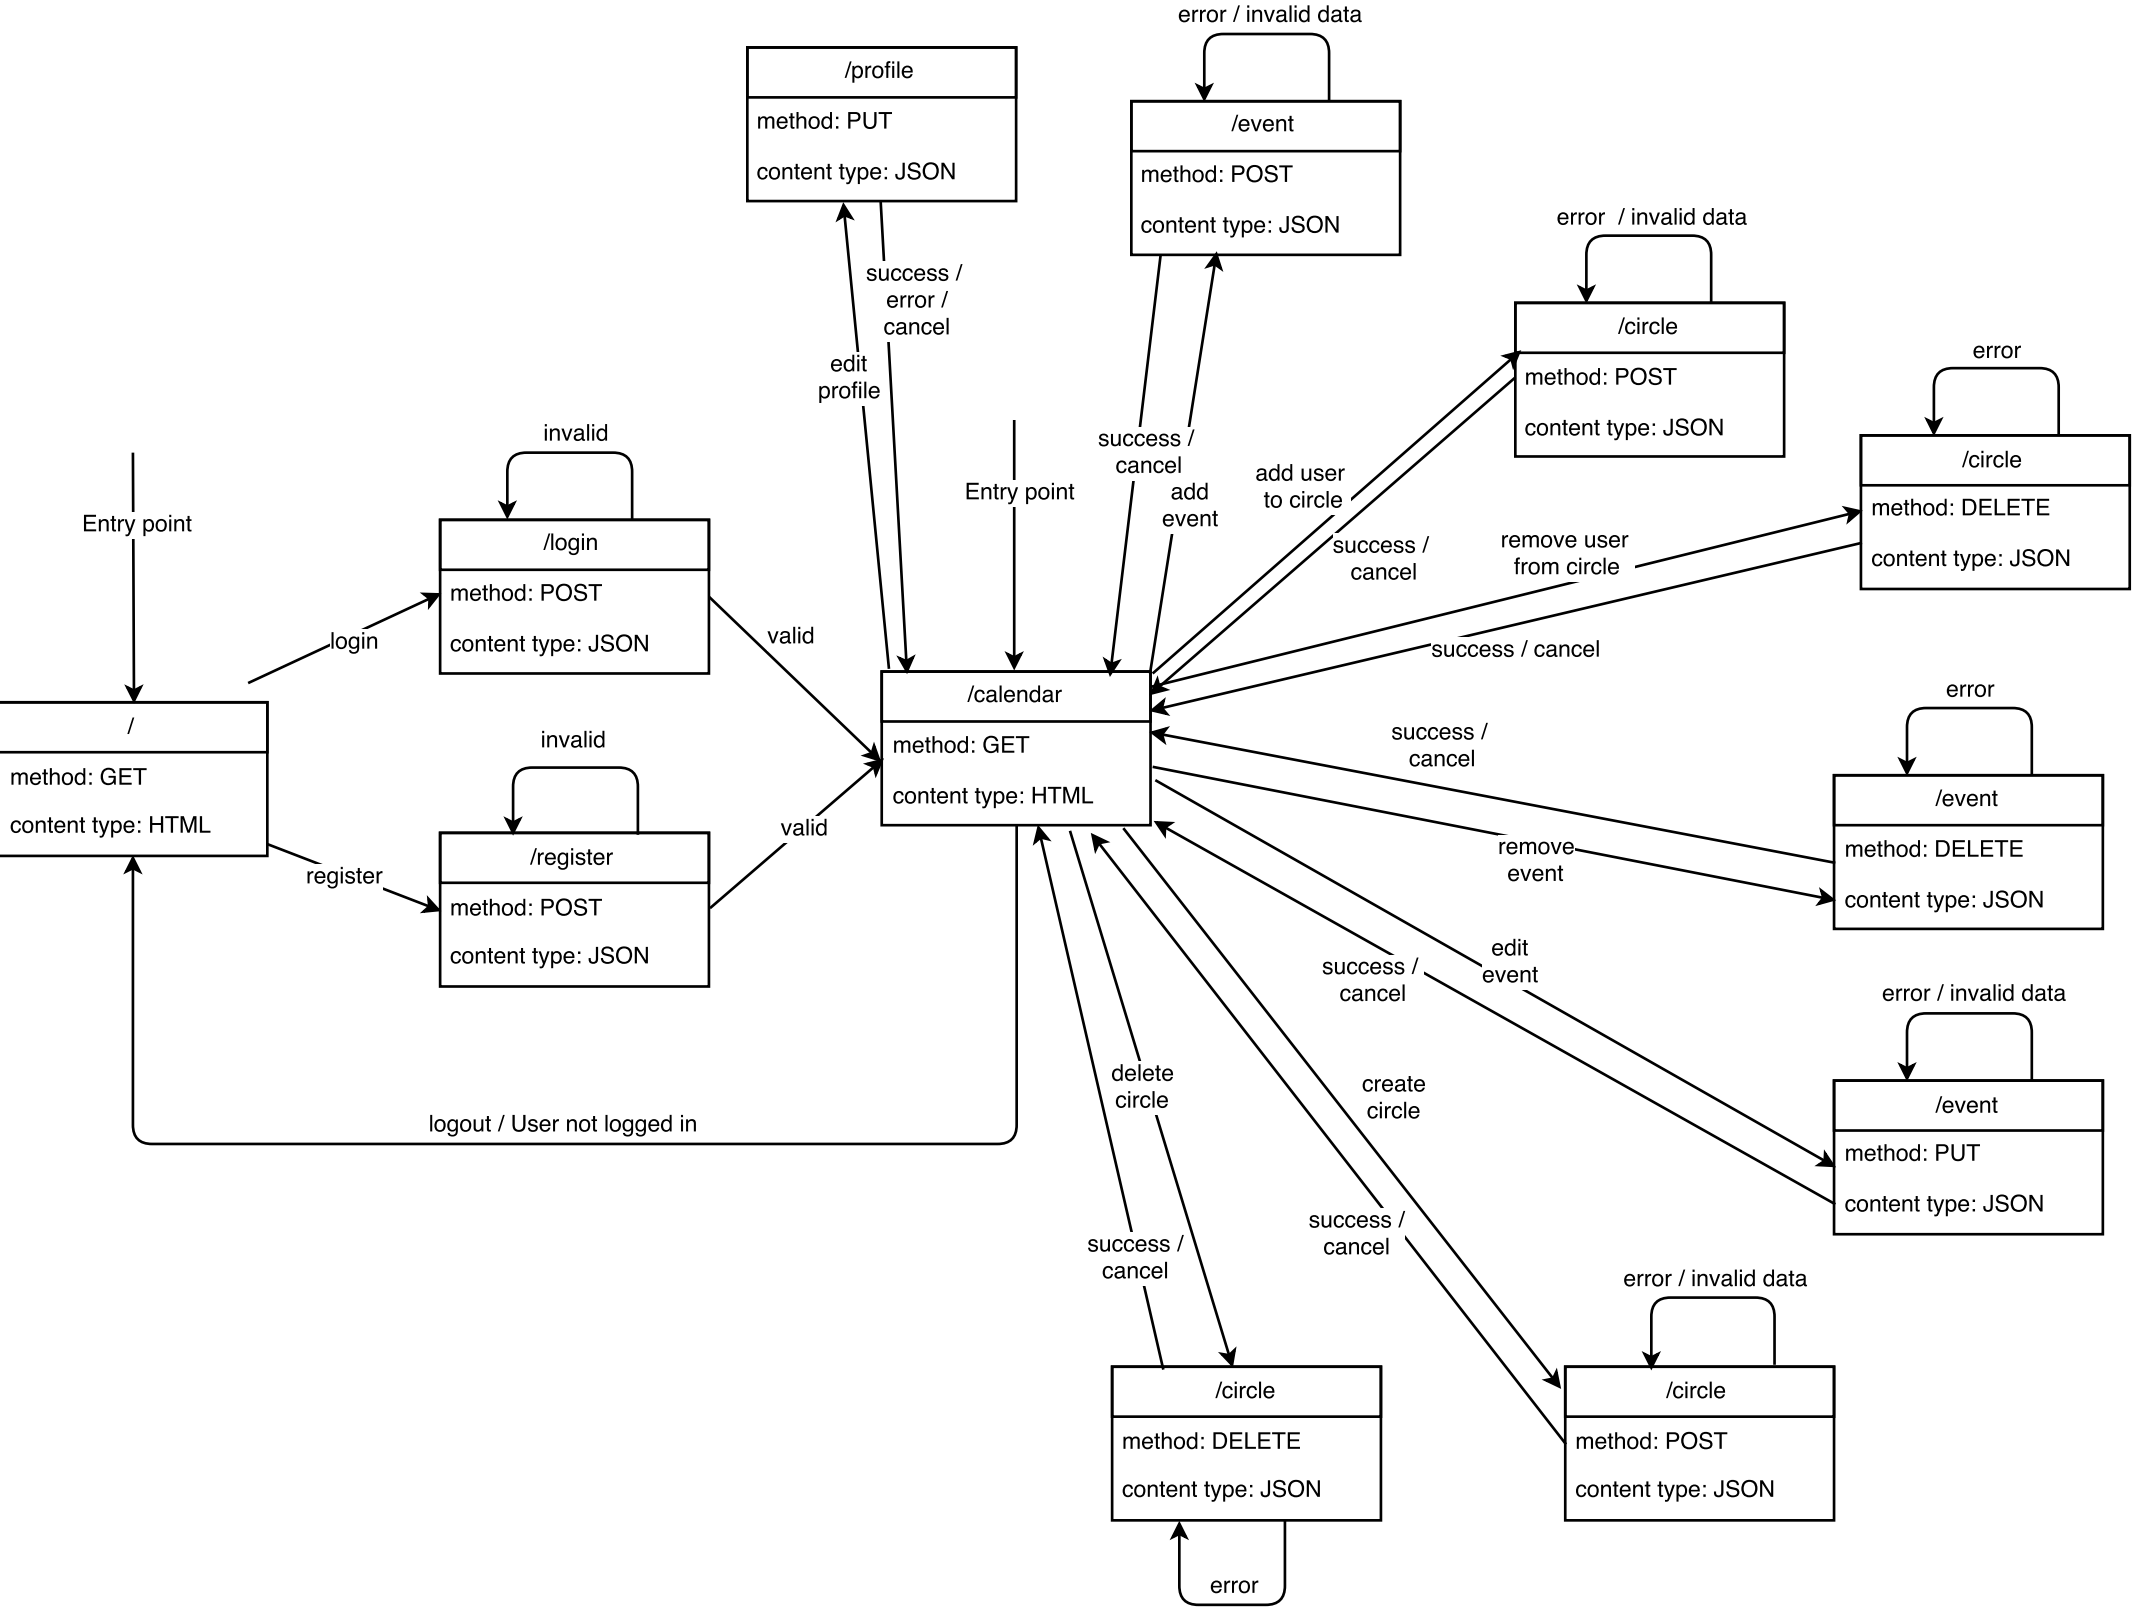 error / invalid data
/profile
method: PUT
content type: JSON
/event
method: POST
content type: JSON
error / invalid data
/circle
method: POST
content type: JSON
error
/circle
method: DELETE
content type: JSON
success /
error /
cancel
edit
profile
Entry point
success /
cancel
add
event
add user
to circle
success /
cancel
remove user
from circle
success / cancel
Entry point
invalid
/login
method: POST
content type: JSON
login
valid
/
method: GET
content type: HTML
register
invalid
/register
method: POST
content type: JSON
valid
/calendar
method: GET
content type: HTML
success /
cancel
remove
event
error
/event
method: DELETE
content type: JSON
edit
event
success /
cancel
error / invalid data
/event
method: PUT
content type: JSON
logout / User not logged in
delete
circle
create
circle
success /
cancel
success /
cancel
error / invalid data
/circle
method: DELETE
content type: JSON
error
/circle
method: POST
content type: JSON